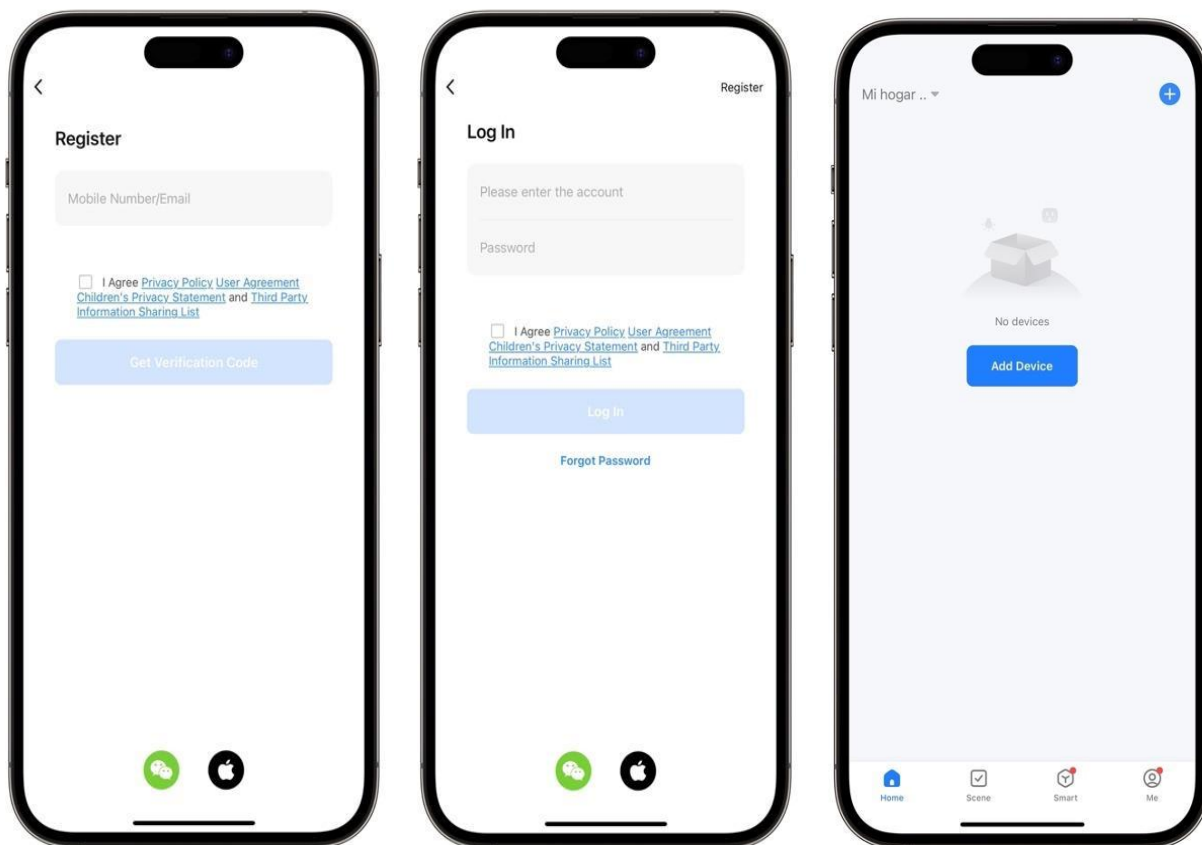 Register
Mobile Number/Email
I Agree Privacy Policy User Agreement
Children's Privacy Statement and Third Party
Information Sharing List
Get Verification Code
Register
Log In
Please enter the account
Password
I Agree Privacy Policy User Agreement
Children's Privacy Statement and Third Party
Information Sharing List
Log In
Forgot Password
Mi hogar ..
No devices
Add Device
Home
Scene
Smart
Me